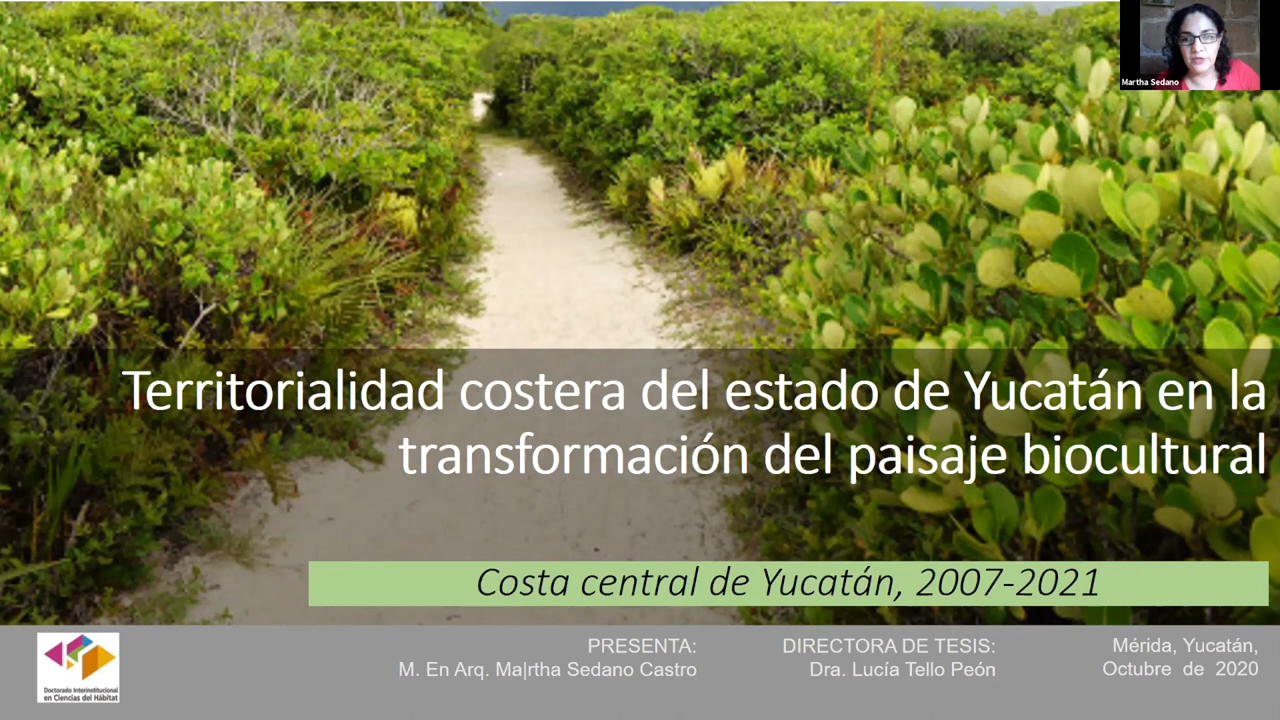 Martha Sedano
Territorialidad costera del estado de Yucatán en la
transformación del paisaje biocultural
Costa central de Yucatán, 2007-2021
Doctorado Interinstitucional
en Ciencias del Hábitat
PRESENTA:
M. En Arq. Ma|rtha Sedano Castro
DIRECTORA DE TESIS:
Dra. Lucía Tello Peón
Mérida, Yucatán,
Octubre de 2020